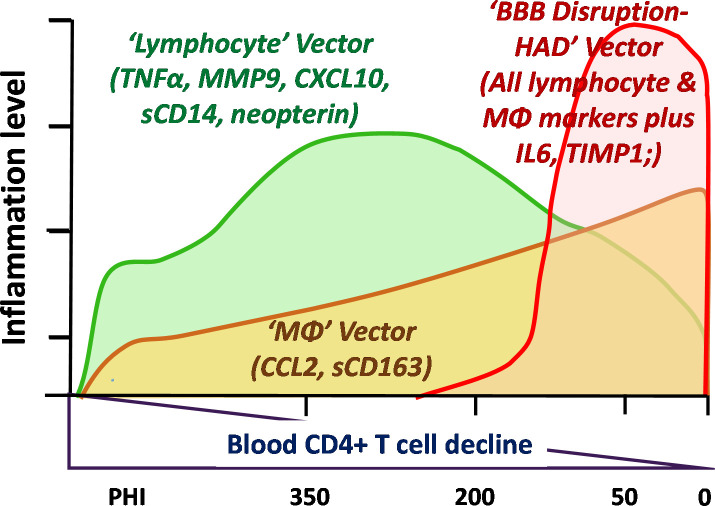 ‘BBB Disruption-
HAD’ Vector
(All lymphocyte &
MΦ markers plus
IL6, TIMP1;)
‘Lymphocyte’ Vector
(TNFα, MMP9, CXCL10,
sCD14, neopterin)
Inflammation level
‘MΦ’ Vector
(CCL2, sCD163)
Blood CD4+ T cell decline
PHI 350 200 50 0